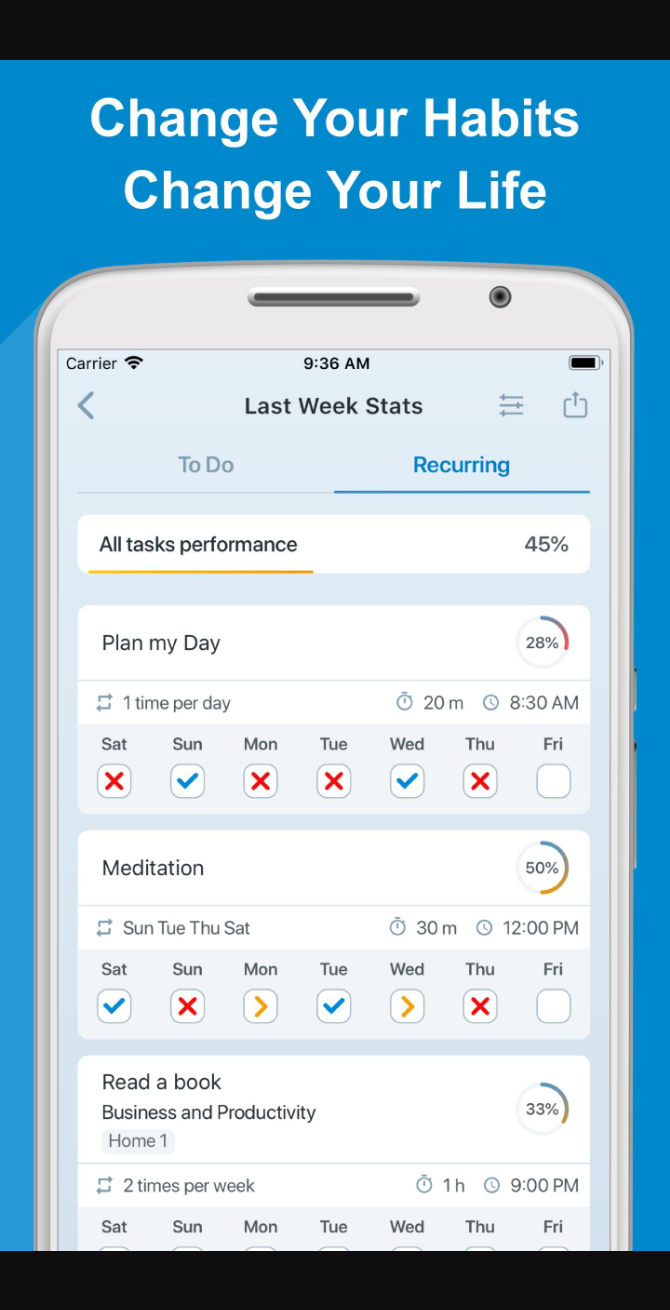 Change Your Habits
Change Your Life
Carrier 9:36 AM
Last Week Stats
To Do Recurring
All tasks performance 45%
Plan my Day 28%
1 time per day 20 m 8:30 AM
Sat Sun Mon Tue Wed Thu Fri
Meditation 50%
Sun Tue Thu Sat 30 m 12:00 PM
Sat Sun Mon Tue Wed Thu Fri
Read a book
Business and Productivity 33%
Home 1
2 times per week 1 h 9:00 PM
Sat Sun Mon Tue Wed Thu Fri